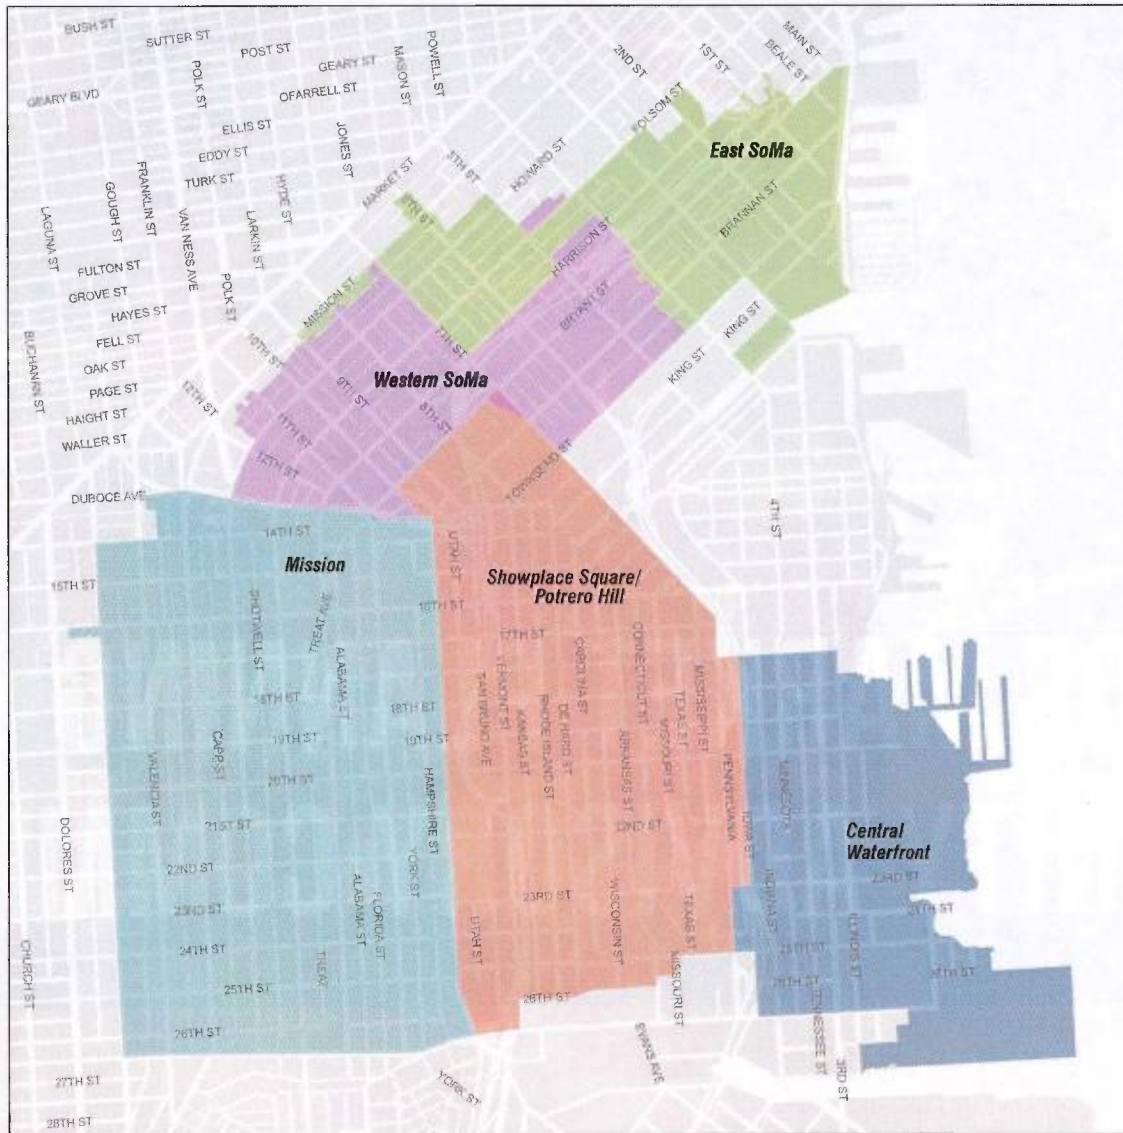 BUSH ST
SUTTER ST
POST ST
GEARY ST
MASON ST
POWELL ST
2ND ST
1ST ST
MAIN ST
BEALE ST
GEARY BLVD
POLK ST
OFARRELL ST
FOLSOM ST
ELLIS ST
JONES ST
EDDY ST
MARKET ST
5TH ST
HOWARD ST
East SoMa
FRANKLIN ST
TURK ST
HYDE ST
GOUGH ST
VAN NESS AVE
LARKIN ST
BRANNAN ST
LAGUNA ST
HARRISON ST
FULTON ST
POLK ST
GROVE ST
MISSION ST
BRYANT ST
HAYES ST
KING ST
FELL ST
10TH ST
7TH ST
KING ST
BUCHANAN ST
OAK ST
9TH ST
Western SoMa
PAGE ST
12TH ST
8TH ST
HAIGHT ST
11TH ST
WALLER ST
12TH ST
TOWNSEND ST
DUBOCE AVE
4TH ST
14TH ST
UTAH ST
Mission
Showplace Square/
Potrero Hill
15TH ST
16TH ST
SHOTWELL ST
TREAT AVE
17TH ST
ALABAMA ST
VERMONT ST
CAROLINA ST
CONNECTICUT ST
SAN BRUNO AVE
MISSISSIPPI ST
TEXAS ST
18TH ST
18TH ST
KANSAS ST
RHODE ISLAND ST
DE HARO ST
MISSOURI ST
19TH ST
19TH ST
ARKANSAS ST
CAPP ST
VALENCIA ST
20TH ST
HAMPSHIRE ST
PENNSYLVANIA
MINNESOTA
21ST ST
22ND ST
IOWA ST
DOLORES ST
Central
Waterfront
22ND ST
YORK ST
23RD ST
23RD ST
23RD ST
ALABAMA ST
FLORIDA ST
WISCONSIN ST
TEXAS ST
INDIANA ST
24TH ST
UTAH ST
ILLINOIS ST
24TH ST
25TH ST
CHURCH ST
TREAT
MISSOURI ST
25TH ST
26TH ST
26TH ST
TENNESSEE ST
26TH ST
EVANS AVE
3RD ST
27TH ST
YORK ST
28TH ST